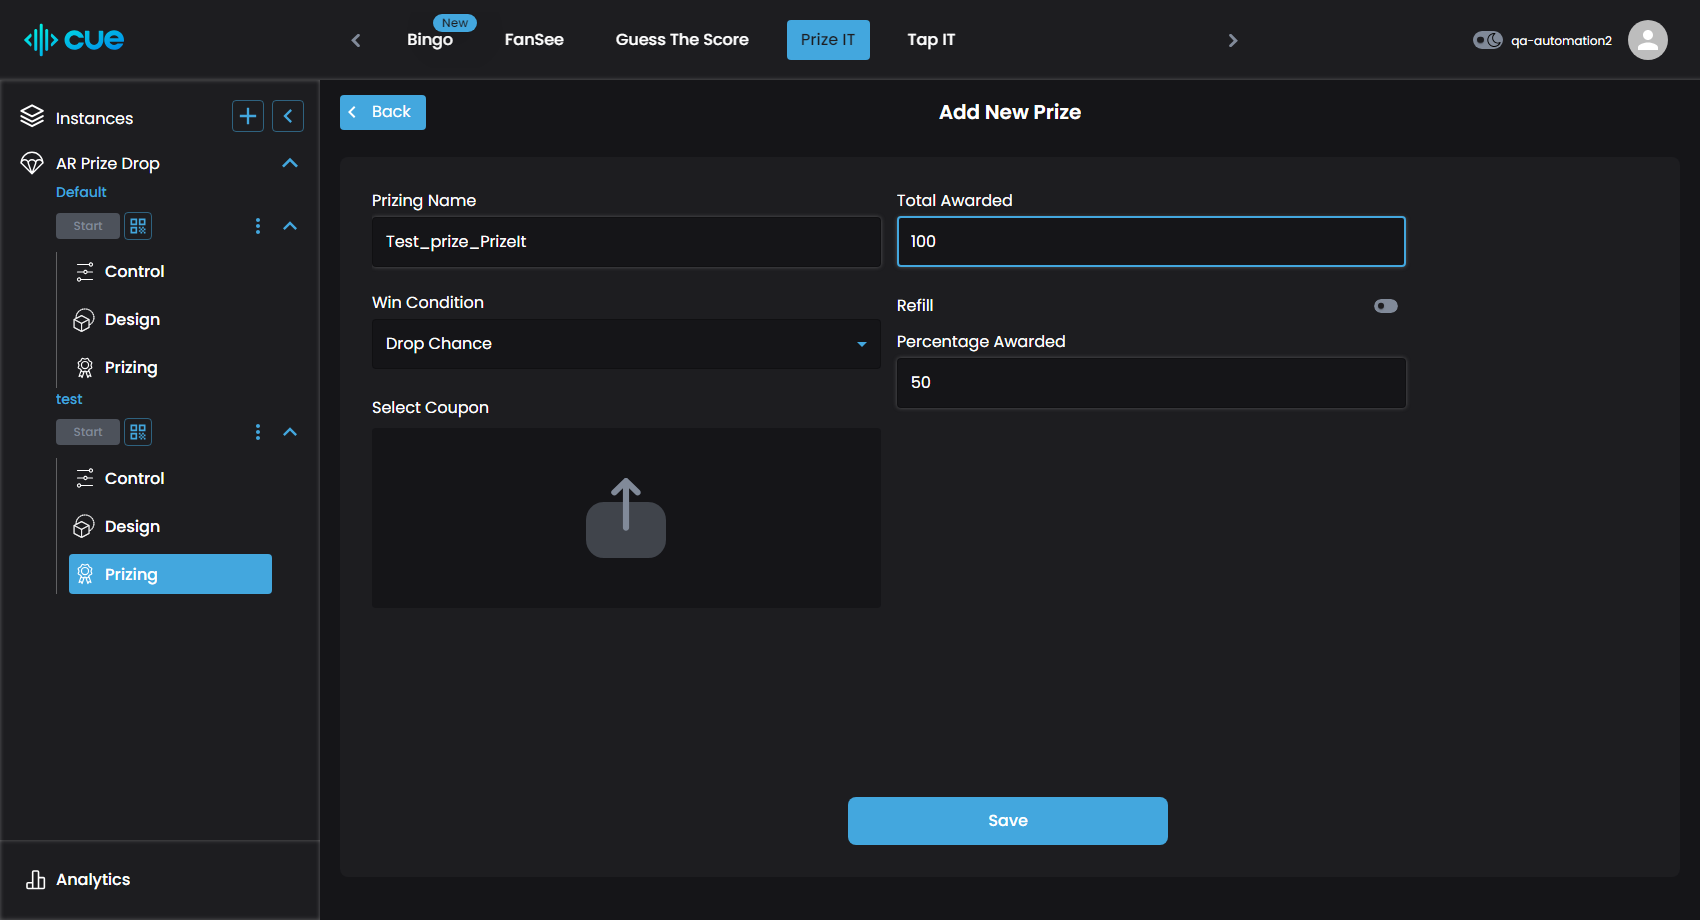 cue
Bingo
New
FanSee
Guess The Score
Prize IT
Tap IT
qa-automation2
Instances
AR Prize Drop
Default
Start
Control
Design
Prizing
test
Start
Control
Design
Prizing
Analytics
Back
Add New Prize
Prizing Name
Test_prize_PrizeIt
Total Awarded
100
Win Condition
Drop Chance
Refill
Percentage Awarded
50
Select Coupon
Save